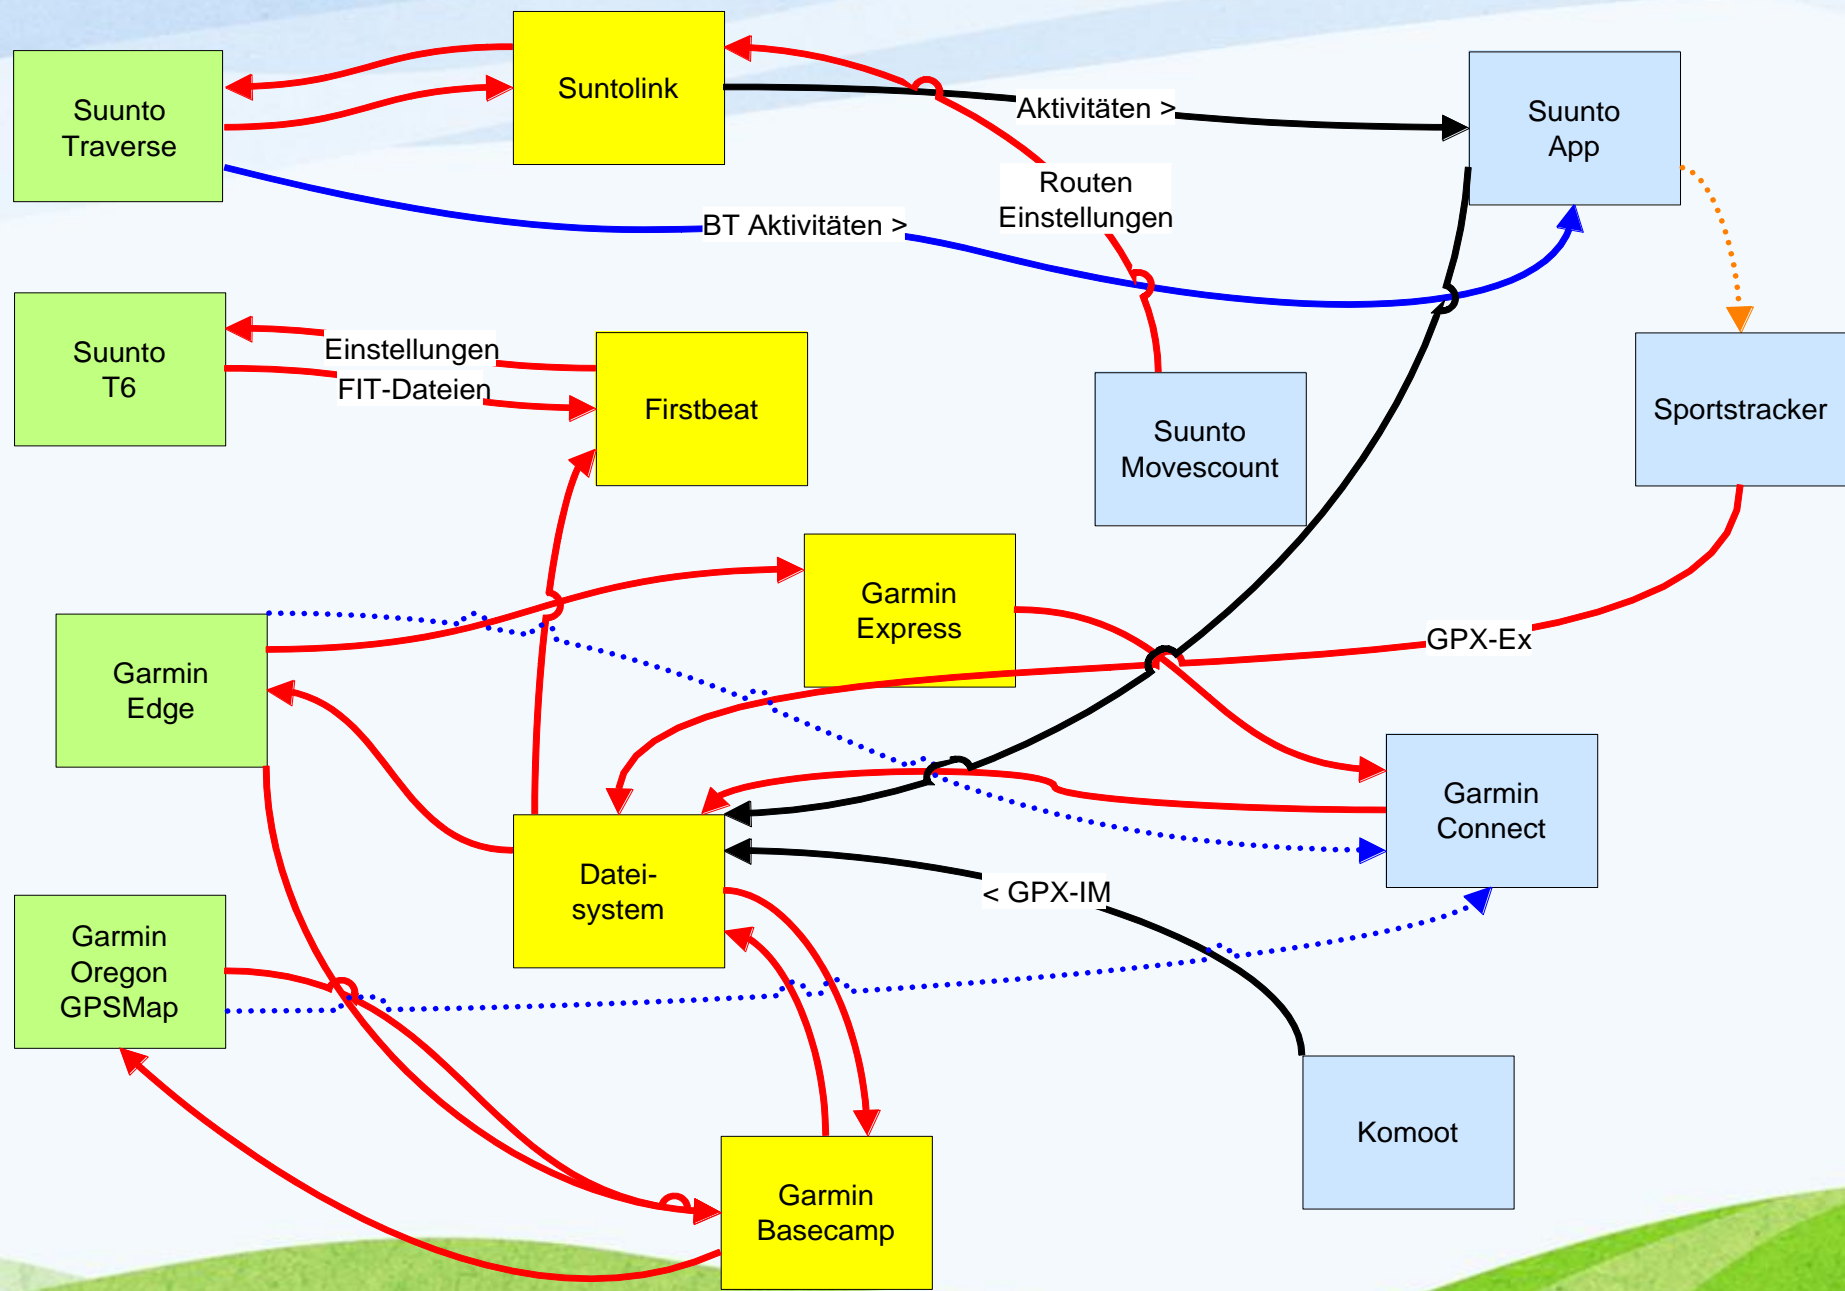 Suunto
Traverse
Suntolink
Aktivitäten >
Suunto
App
Routen
Einstellungen
BT Aktivitäten >
Suunto
T6
Einstellungen
FIT-Dateien
Firstbeat
Suunto
Movescount
Sportstracker
Garmin
Express
GPX-Ex
Garmin
Edge
Garmin
Connect
Datei-
system
< GPX-IM
Garmin
Oregon
GPSMap
Komoot
Garmin
Basecamp